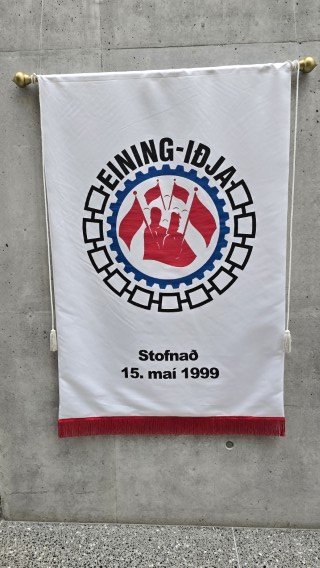 EINING-IÐJA
Stofnað
15. maí 1999